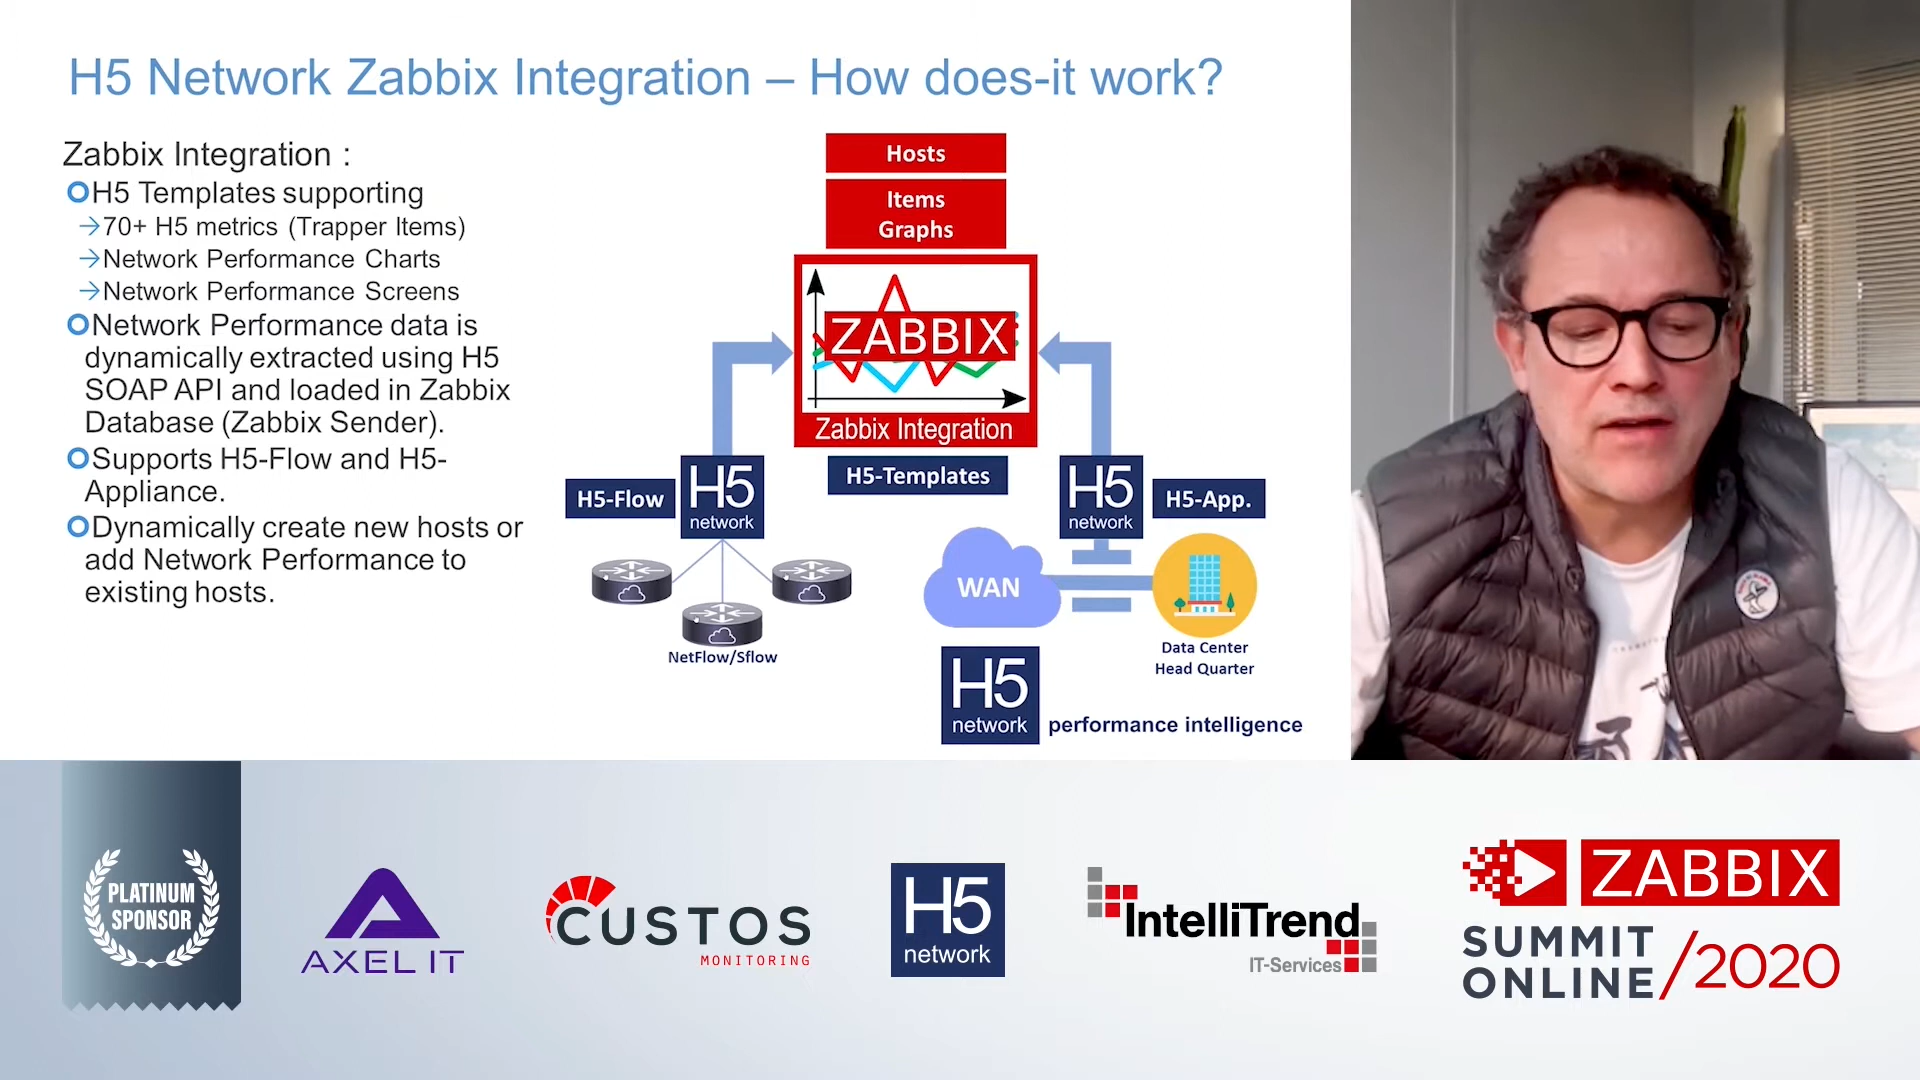 H5 Network Zabbix Integration – How does-it work?
Zabbix Integration :
H5 Templates supporting
70+ H5 metrics (Trapper Items)
Network Performance Charts
Network Performance Screens
Network Performance data is
dynamically extracted using H5
SOAP API and loaded in Zabbix
Database (Zabbix Sender).
Supports H5-Flow and H5-
Appliance.
Dynamically create new hosts or
add Network Performance to
existing hosts.
Hosts
Items
Graphs
ZABBIX
Zabbix Integration
H5-Templates
H5-Flow
H5
network
H5
network
H5-App.
WAN
NetFlow/Sflow
Data Center
Head Quarter
H5
network
performance intelligence
PLATINUM
SPONSOR
AXEL IT
CUSTOS
MONITORING
H5
network
IntelliTrend
IT-Services
ZABBIX
SUMMIT
ONLINE
/2020